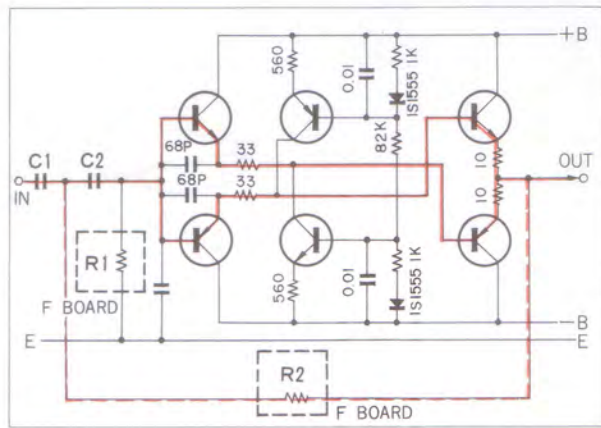 +B
560
0.01
1S1555 1K
82K
C1
C2
68P
33
68P
33
10
10
OUT
IN
R1
F BOARD
560
0.01
1S1555 1K
-B
E
E
R2
F BOARD